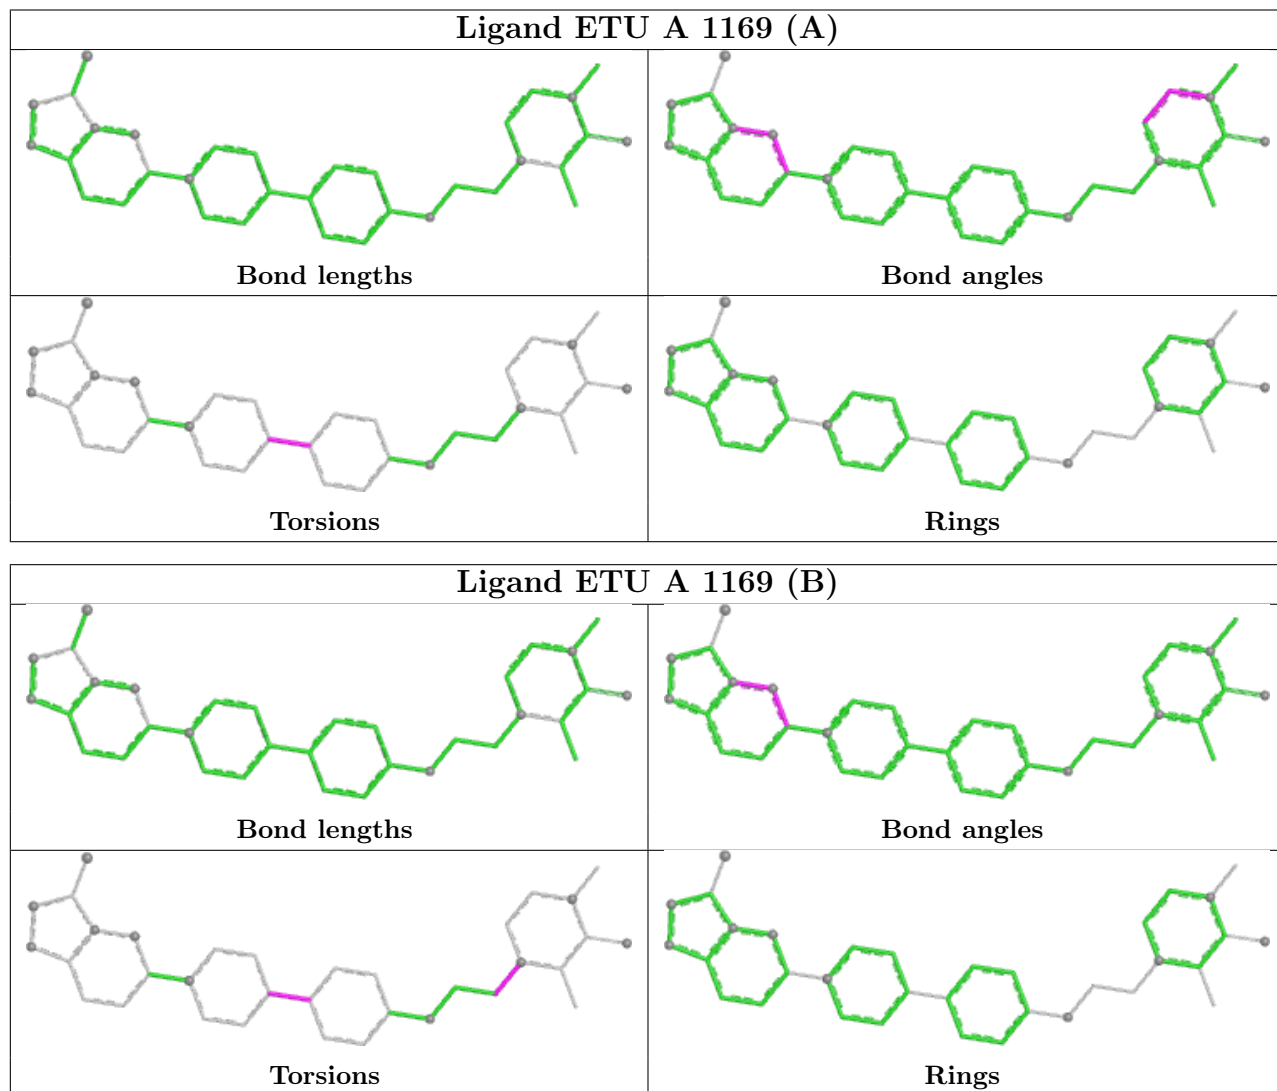 Ligand ETU A 1169 (A)
Bond lengths
Bond angles
Torsions
Rings
Ligand ETU A 1169 (B)
Bond lengths
Bond angles
Torsions
Rings